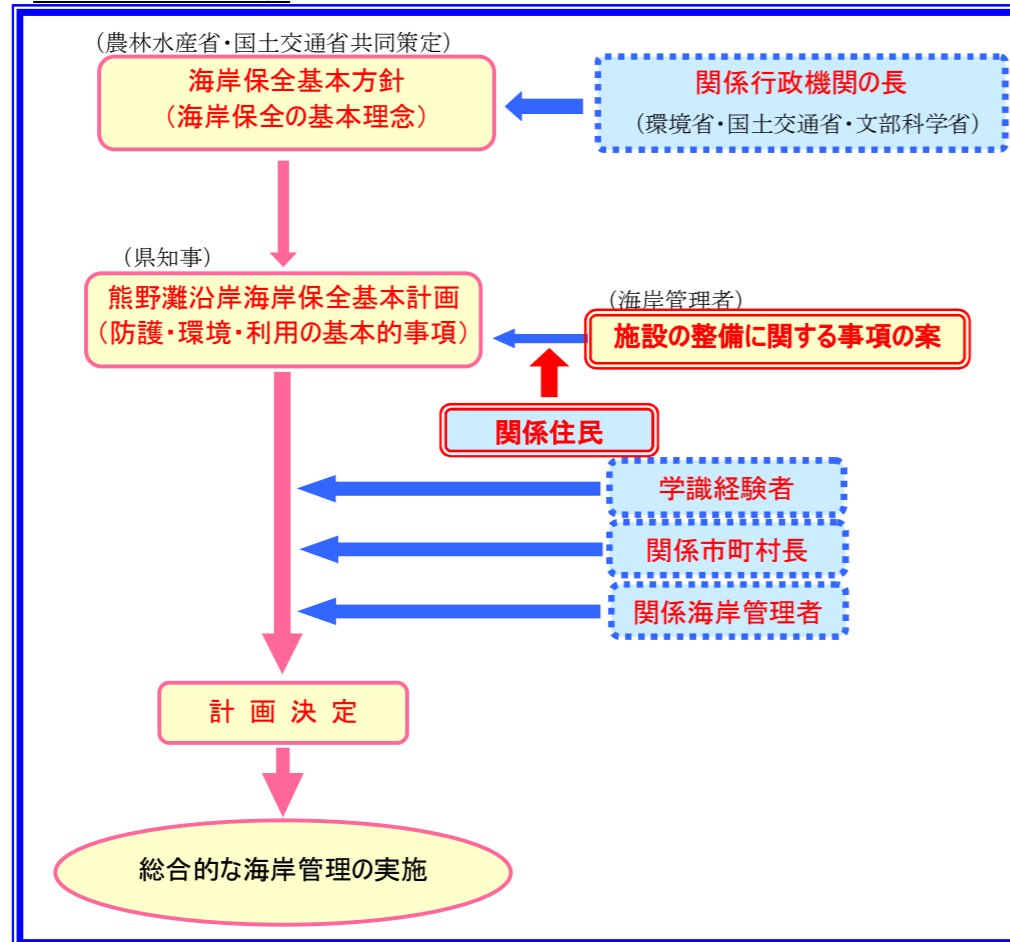 （農林水産省・国土交通省共同策定）
海岸保全基本方針
（海岸保全の基本理念）
関係行政機関の長
（環境省・国土交通省・文部科学省）
（県知事）
熊野灘沿岸海岸保全基本計画
（防護・環境・利用の基本的事項）
（海岸管理者）
施設の整備に関する事項の案
関係住民
学識経験者
関係市町村長
関係海岸管理者
計 画 決 定
総合的な海岸管理の実施